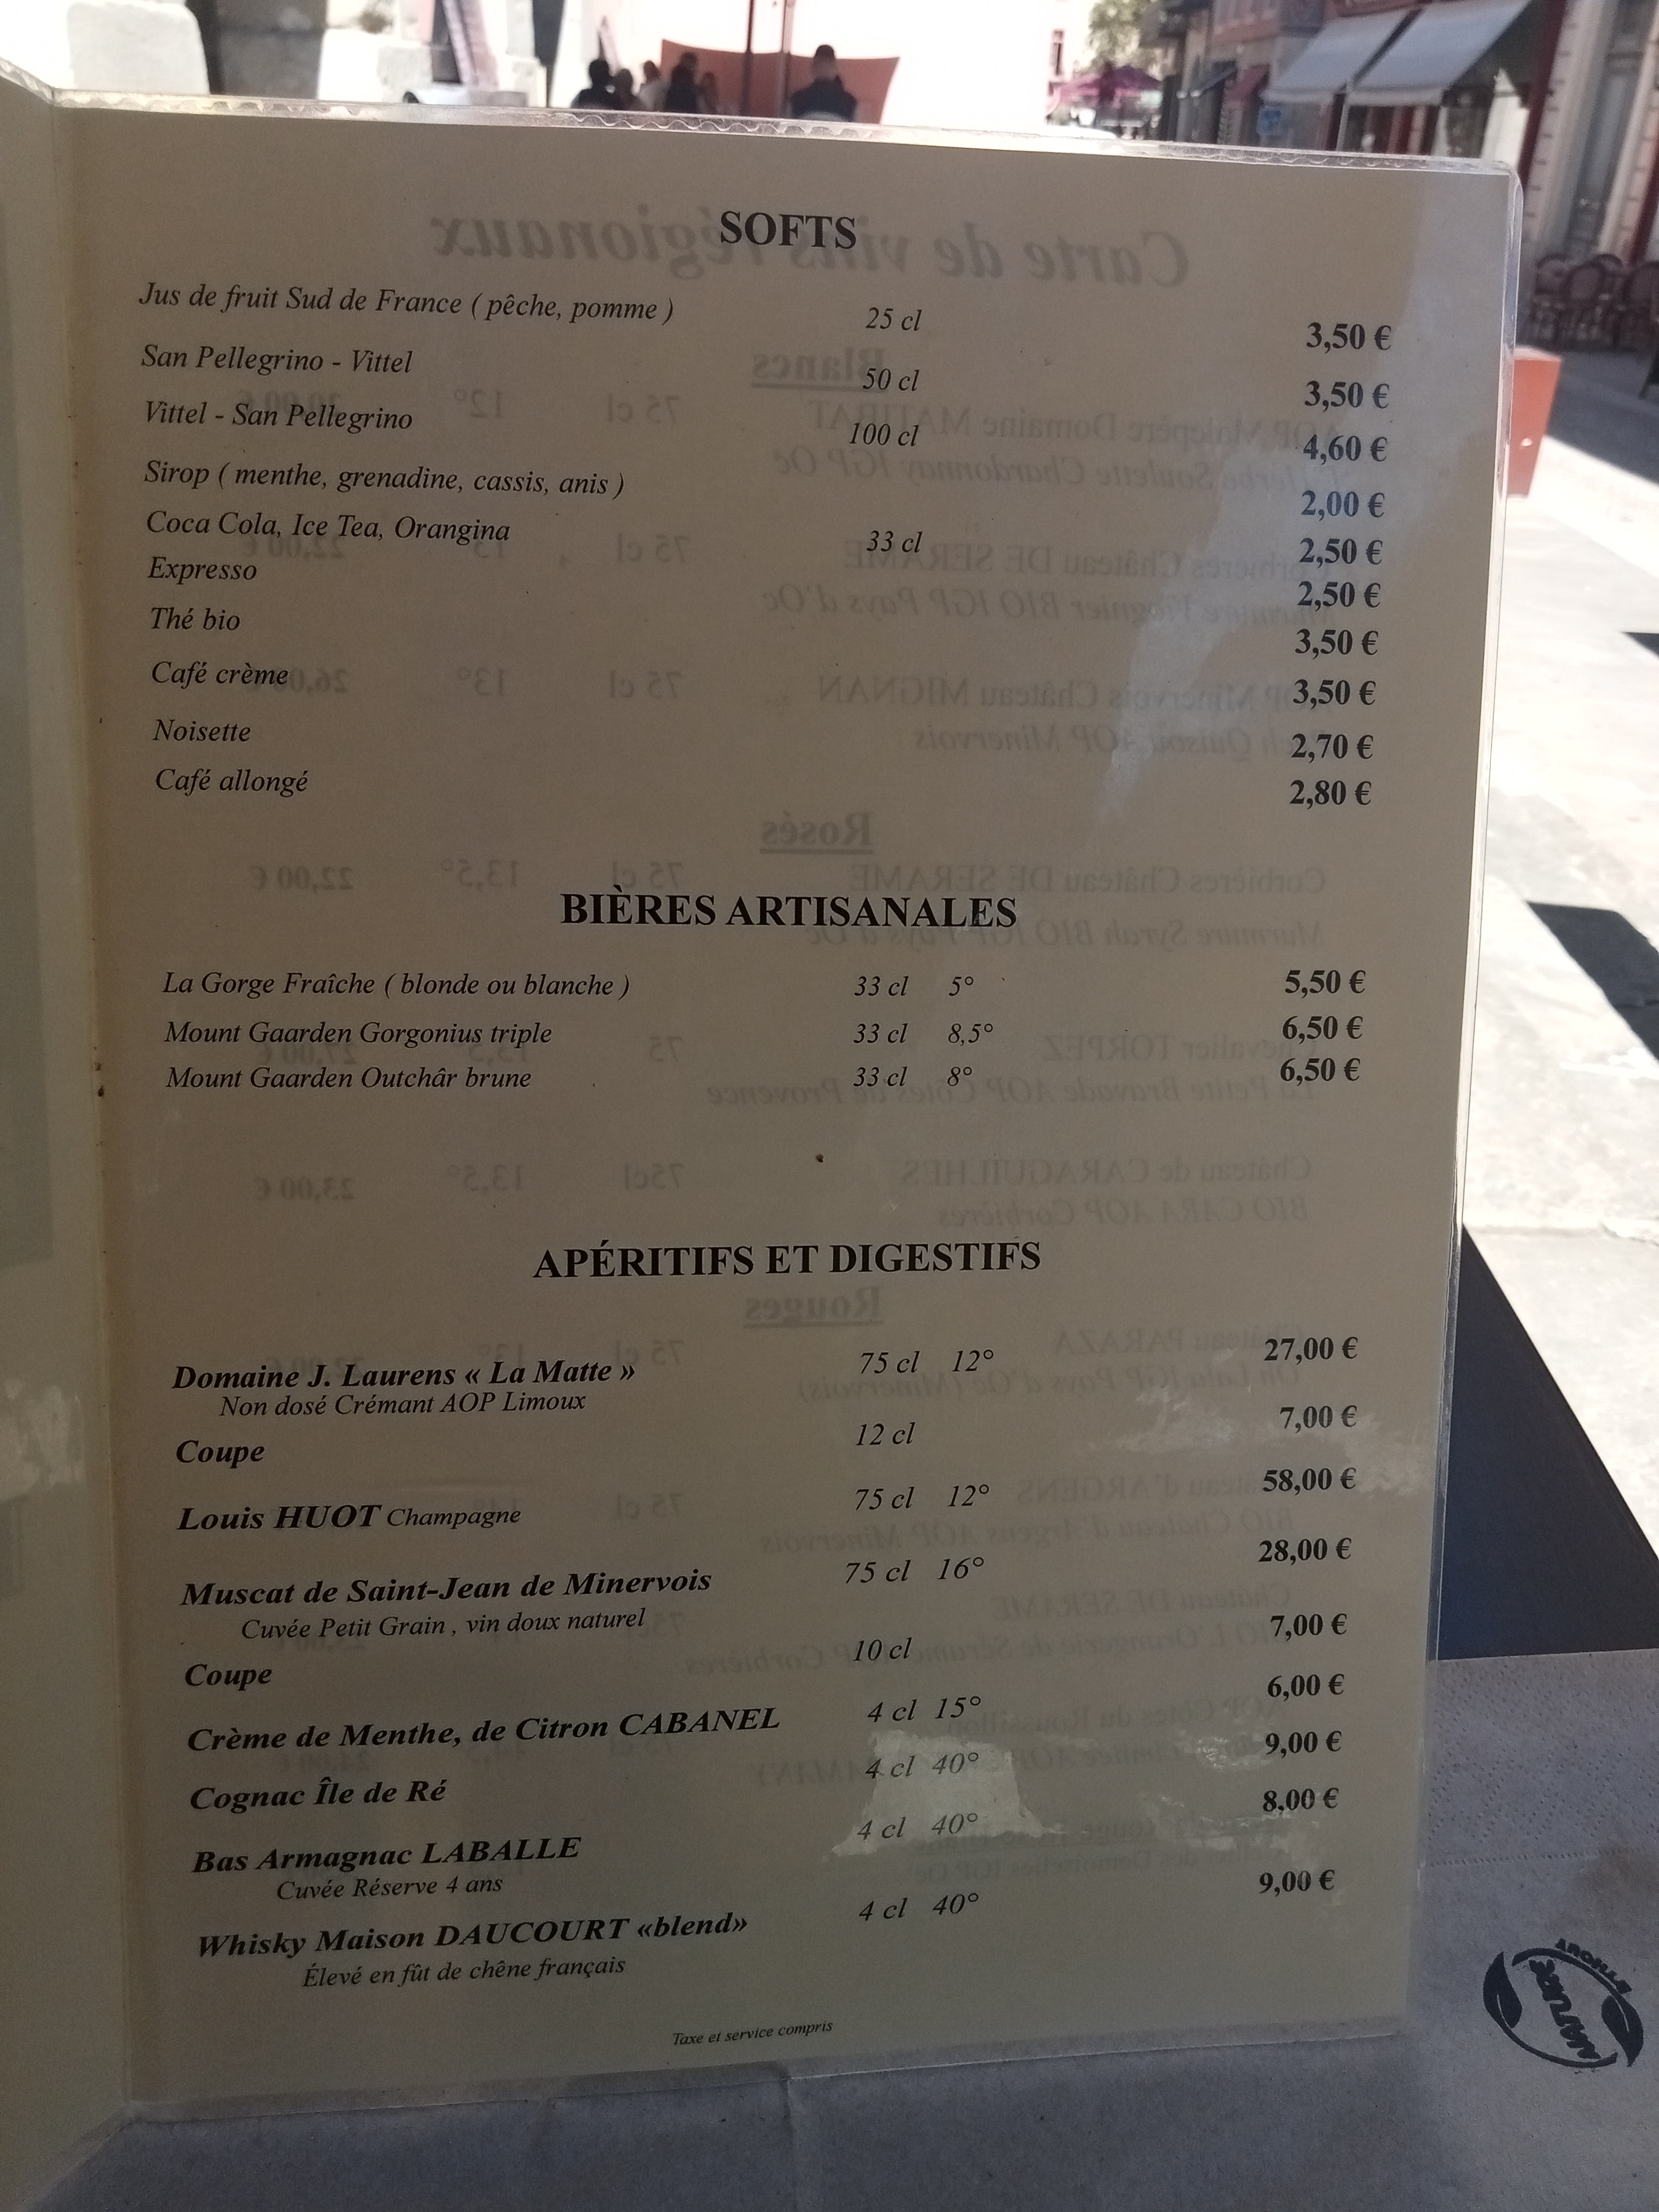 SOFTS
Jus de fruit Sud de France ( pêche, pomme ) 25 cl 3,50 €
San Pellegrino - Vittel 50 cl 3,50 €
Vittel - San Pellegrino 100 cl 4,60 €
Sirop ( menthe, grenadine, cassis, anis ) 2,00 €
Coca Cola, Ice Tea, Orangina 33 cl 2,50 €
Expresso 2,50 €
Thé bio 3,50 €
Café crème 3,50 €
Noisette 2,70 €
Café allongé 2,80 €
BIÈRES ARTISANALES
La Gorge Fraîche ( blonde ou blanche ) 33 cl 5° 5,50 €
Mount Gaarden Gorgonius triple 33 cl 8,5° 6,50 €
Mount Gaarden Outchâr brune 33 cl 8° 6,50 €
APÉRITIFS ET DIGESTIFS
Domaine J. Laurens « La Matte » 75 cl 12° 27,00 €
Non dosé Crémant AOP Limoux
Coupe 12 cl 7,00 €
Louis HUOT Champagne 75 cl 12° 58,00 €
Muscat de Saint-Jean de Minervois 75 cl 16° 28,00 €
Cuvée Petit Grain , vin doux naturel
Coupe 10 cl 7,00 €
Crème de Menthe, de Citron CABANEL 4 cl 15° 6,00 €
Cognac Île de Ré 4 cl 40° 9,00 €
Bas Armagnac LABALLE 4 cl 40° 8,00 €
Cuvée Réserve 4 ans
Whisky Maison DAUCOURT «blend» 4 cl 40° 9,00 €
Élevé en fût de chêne français
Taxe et service compris
NATURE